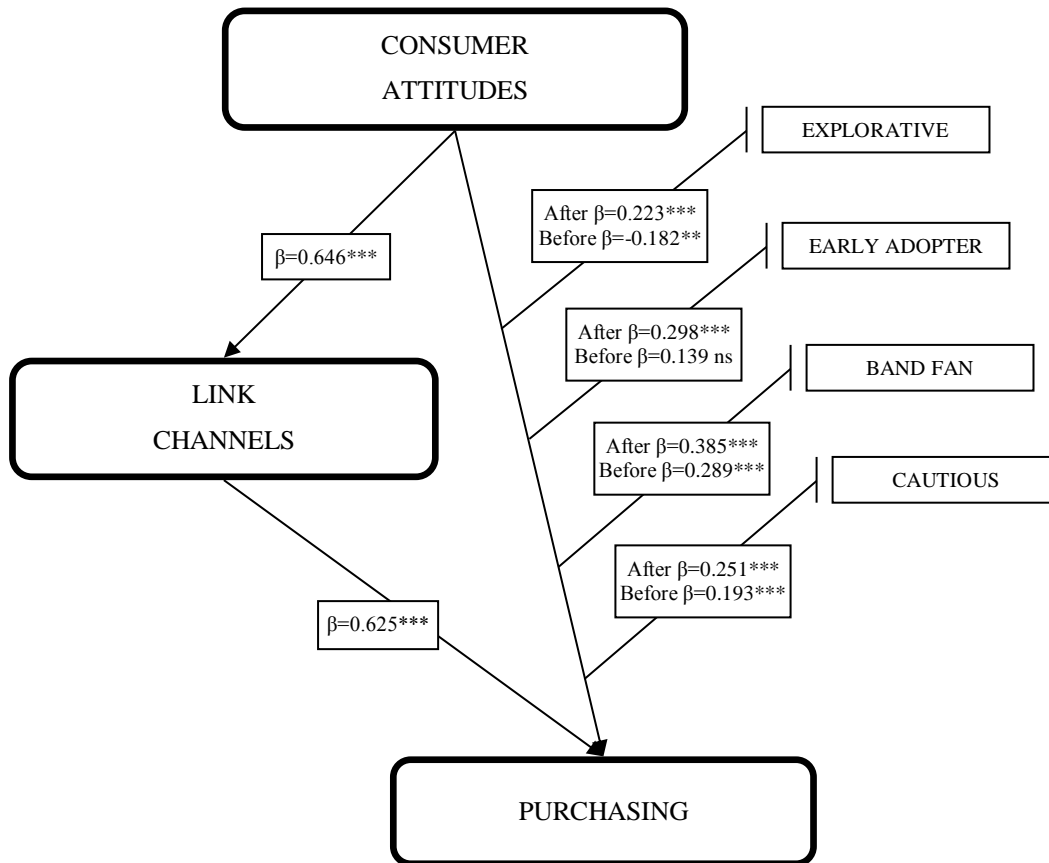 CONSUMER
ATTITUDES
EXPLORATIVE
After β=0.223***
Before β=-0.182**
EARLY ADOPTER
β=0.646***
After β=0.298***
Before β=0.139 ns
BAND FAN
LINK
CHANNELS
After β=0.385***
Before β=0.289***
CAUTIOUS
After β=0.251***
Before β=0.193***
β=0.625***
PURCHASING